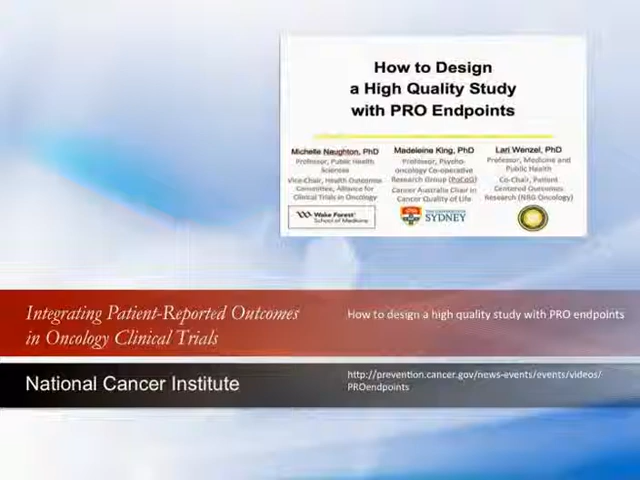 How to Design
a High Quality Study
with PRO Endpoints
Michelle Naughton, PhD
Professor, Public Health
Sciences
Vice-Chair, Health Outcomes
Committee, Alliance for
Clinical Trials in Oncology
Wake Forest
School of Medicine
Madeleine King, PhD
Professor, Psycho-
oncology Co-operative
Research Group (PoCoG)
Cancer Australia Chair in
Cancer Quality of Life
SYDNEY
Lari Wenzel, PhD
Professor, Medicine and
Public Health
Co-Chair, Patient
Centered Outcomes
Research (NRG Oncology)
Integrating Patient-Reported Outcomes
in Oncology Clinical Trials
How to design a high quality study with PRO endpoints
National Cancer Institute
http://prevention.cancer.gov/news-events/events/videos/
PROendpoints